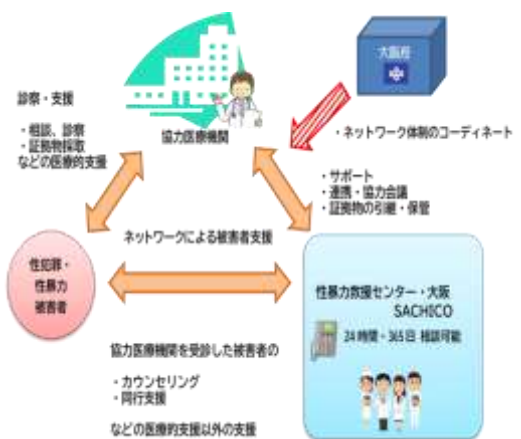 大阪府
診察・支援
・相談、診察
・証拠物採取
などの医療的支援
協力医療機関
・ネットワーク体制のコーディネート
・サポート
・連携・協力会議
・証拠物の引継・保管
ネットワークによる被害者支援
性犯罪・
性暴力
被害者
性暴力救援センター・大阪
SACHICO
24時間・365日 相談可能
協力医療機関を受診した被害者の
・カウンセリング
・同行支援
などの医療的支援以外の支援